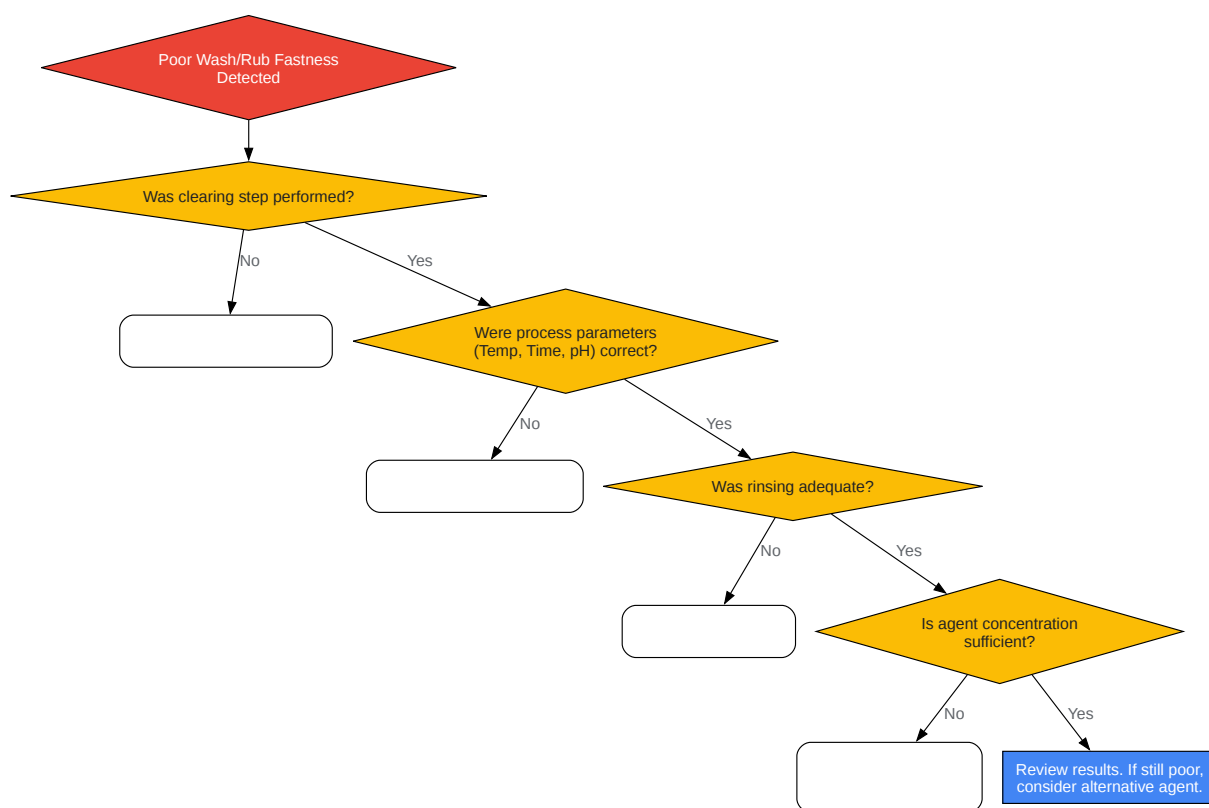 Poor Wash/Rub Fastness
Detected
Was clearing step performed?
No
Yes
Were process parameters
(Temp, Time, pH) correct?
No
Yes
Was rinsing adequate?
No
Yes
Is agent concentration
sufficient?
No
Yes
Review results. If still poor,
consider alternative agent.